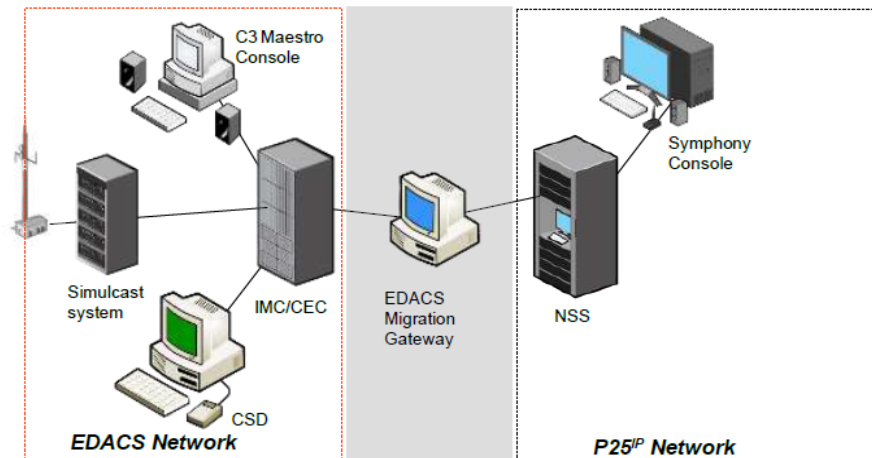 C3 Maestro
Console
Symphony
Console
Simulcast
system
IMC/CEC
EDACS
Migration
Gateway
NSS
CSD
EDACS Network
P25IP Network